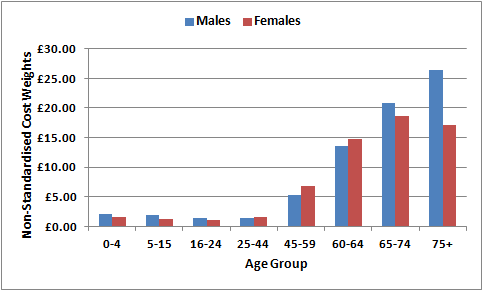 Males Females
£30.00
£25.00
£20.00
£15.00
£10.00
£5.00
£0.00
Non-Standardised Cost Weights
0-4 5-15 16-24 25-44 45-59 60-64 65-74 75+
Age Group